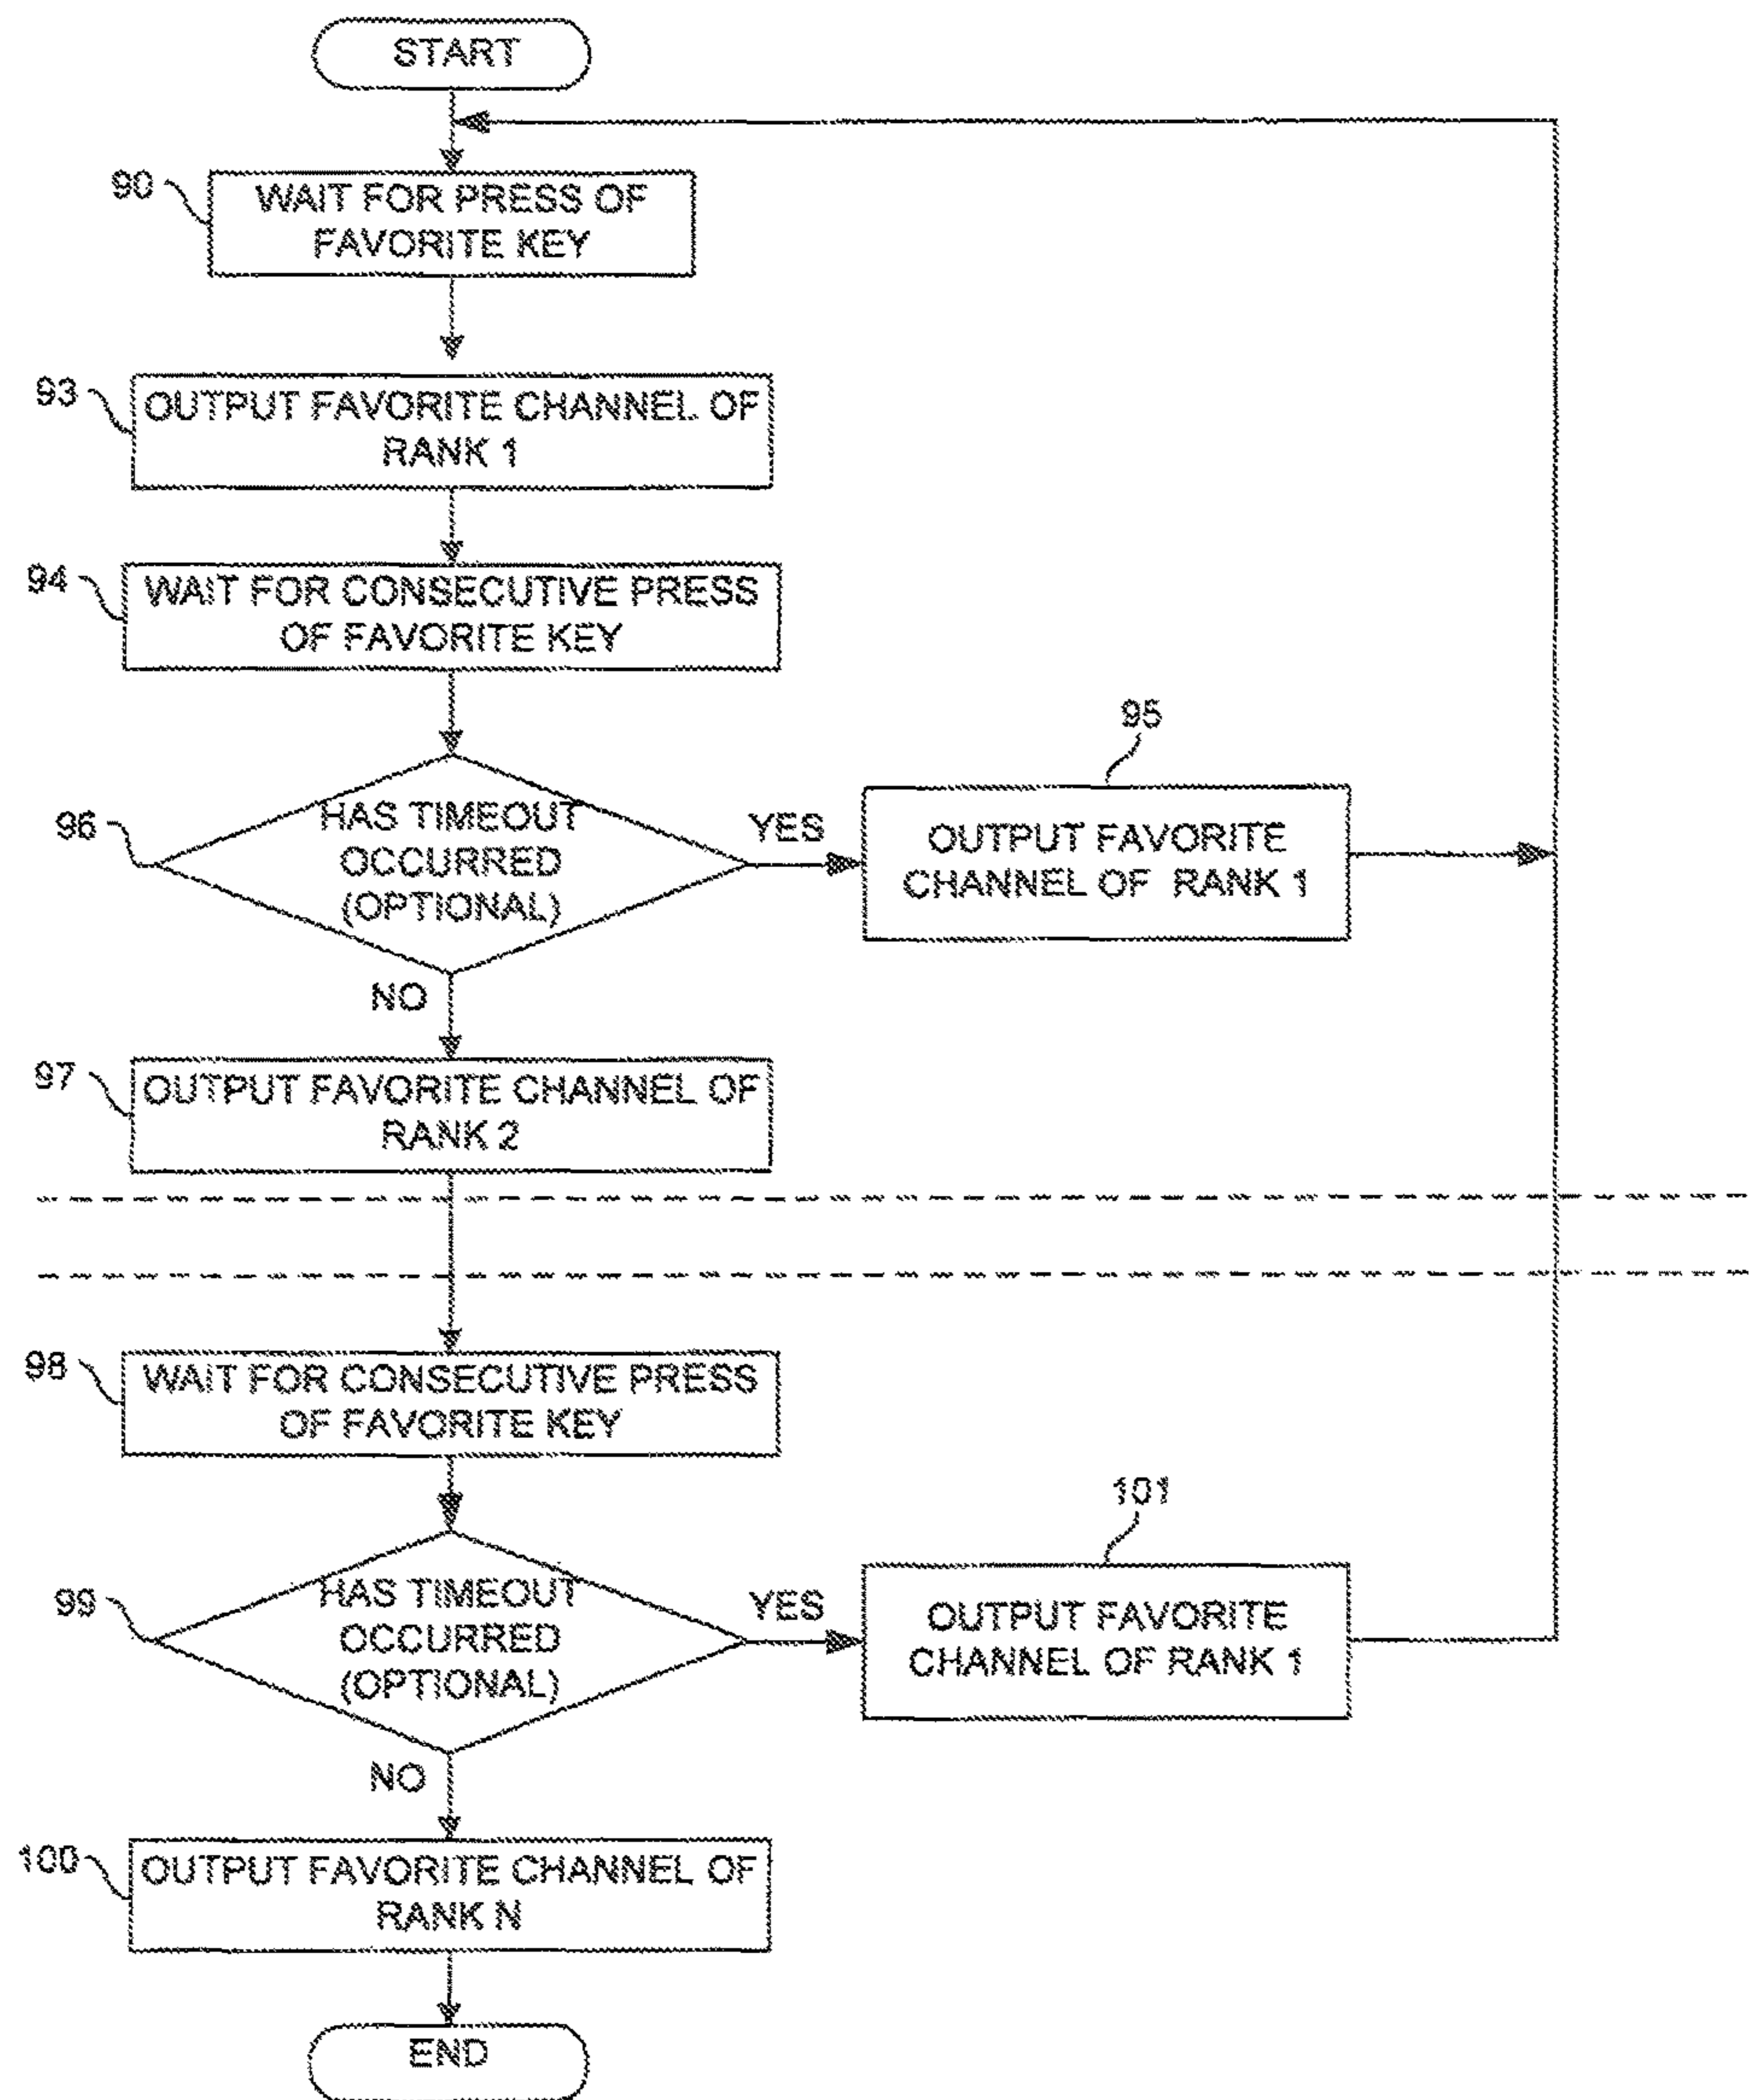 START
90
WAIT FOR PRESS OF
FAVORITE KEY
93
OUTPUT FAVORITE CHANNEL OF
RANK 1
94
WAIT FOR CONSECUTIVE PRESS
OF FAVORITE KEY
96
HAS TIMEOUT
OCCURRED
(OPTIONAL)
YES
95
OUTPUT FAVORITE
CHANNEL OF RANK 1
NO
97
OUTPUT FAVORITE CHANNEL OF
RANK 2
98
WAIT FOR CONSECUTIVE PRESS
OF FAVORITE KEY
99
HAS TIMEOUT
OCCURRED
(OPTIONAL)
YES
101
OUTPUT FAVORITE
CHANNEL OF RANK 1
NO
100
OUTPUT FAVORITE CHANNEL OF
RANK N
END